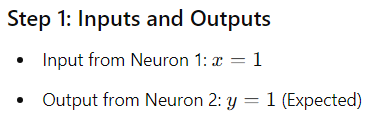 Step 1: Inputs and Outputs
• Input from Neuron 1: x = 1
• Output from Neuron 2: y = 1 (Expected)